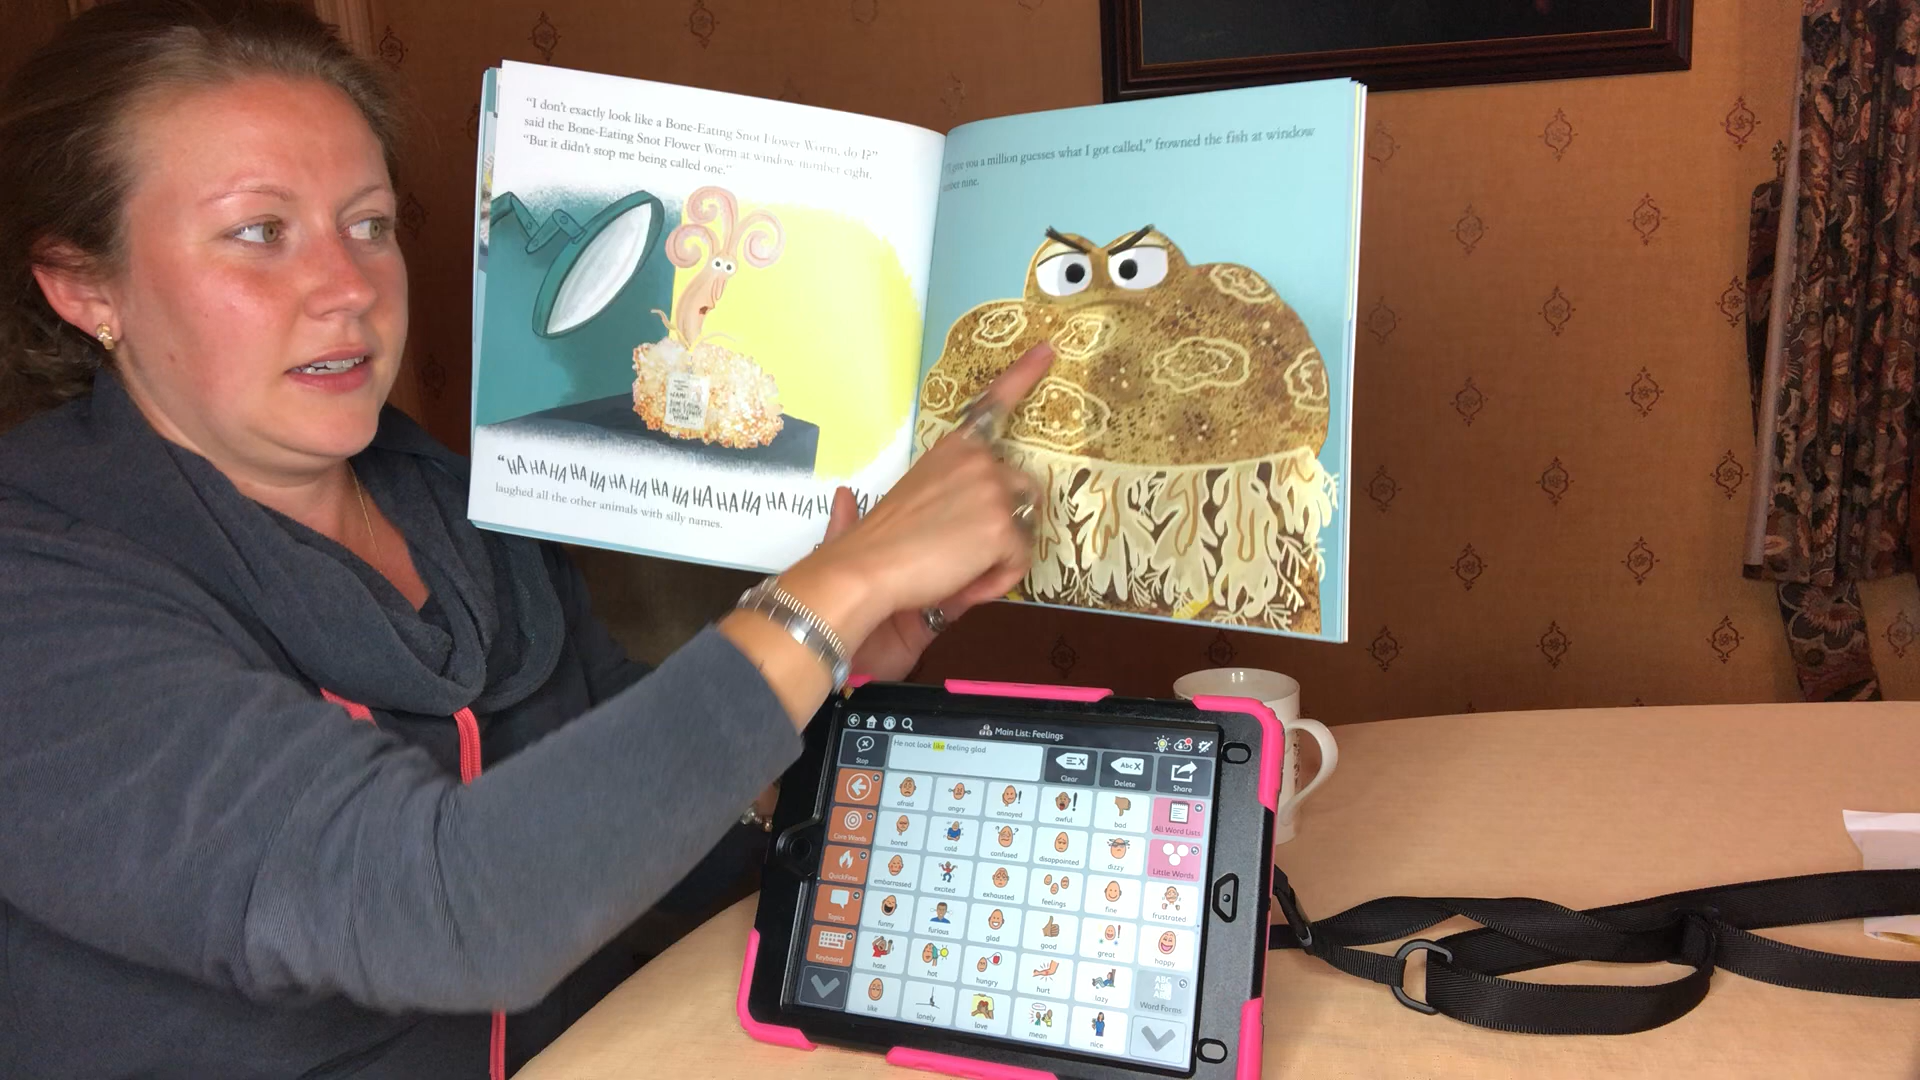 "I don't exactly look like a Bone-Eating Snot Flower Worm, do I?"
said the Bone-Eating Snot Flower Worm at window number eight.
"But it didn't stop me being called one."
"HA HA HA HA HA HA HA HA HA HA HA HA HA HA HA
laughed all the other animals with silly names.
you a million guesses what I got called," frowned the fish at window
nine.
Main List: Feelings
Stop
He not look like feeling glad
Clear
Abc X
Delete
Share
afraid
angry
annoyed
awful
bad
All Word Lists
Core Words
bored
cold
confused
disappointed
dizzy
Little Words
QuickFires
embarrassed
excited
exhausted
feelings
fine
frustrated
Topics
funny
furious
glad
good
great
happy
Keyboard
hate
hot
hungry
hurt
lazy
Word Forms
like
lonely
love
mean
nice